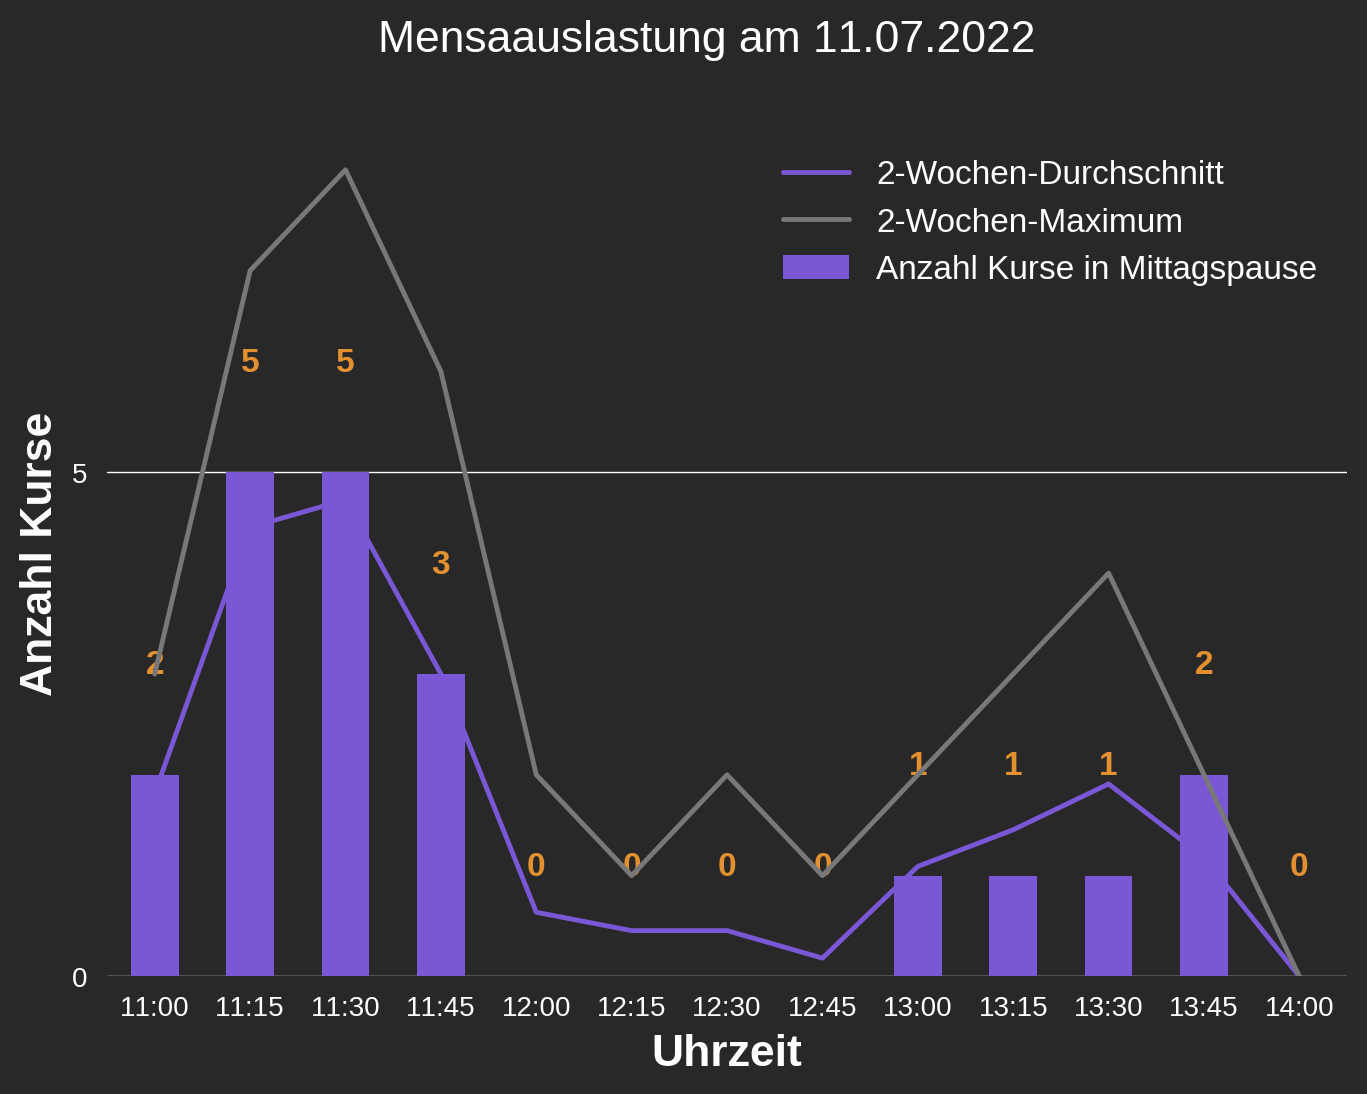 Mensaauslastung am 11.07.2022
2-Wochen-Durchschnitt
2-Wochen-Maximum
Anzahl Kurse in Mittagspause
5 5
5
3
2 2
1 1 1
0 0 0 0 0
0
Anzahl Kurse
11:00 11:15 11:30 11:45 12:00 12:15 12:30 12:45 13:00 13:15 13:30 13:45 14:00
Uhrzeit